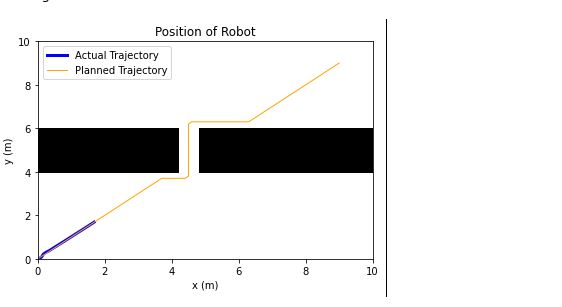 Position of Robot
Actual Trajectory
Planned Trajectory
10
8
6
4
2
0
y (m)
0 2 4 6 8 10
x (m)